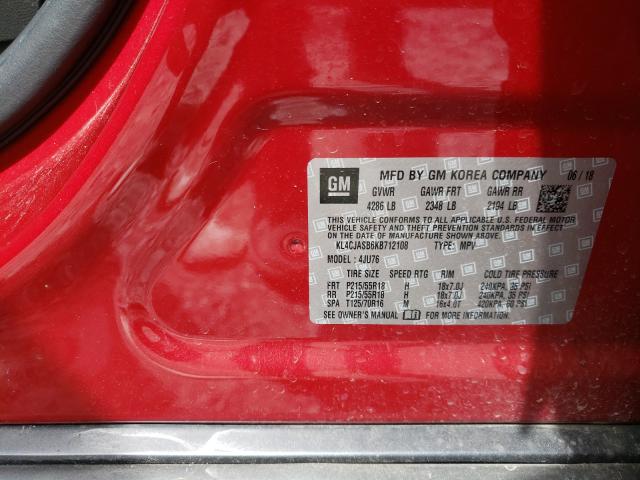 GM
MFD BY GM KOREA COMPANY 06/18
GVWR GAWR FRT GAWR RR
4286 LB 2348 LB 2194 LB
THIS VEHICLE CONFORMS TO ALL APPLICABLE U.S. FEDERAL MOTOR
VEHICLE SAFETY AND THEFT PREVENTION STANDARDS IN EFFECT
ON THE DATE OF MANUFACTURE SHOWN ABOVE.
KL4CJASB6KB712108 TYPE: MPV
MODEL: 4JU76
TIRE SIZE SPEED RTG RIM COLD TIRE PRESSURE
FRT P215/55R18 H 18x7.0J 240KPA, 35 PSI
RR P215/55R18 H 18x7.0J 240KPA, 35 PSI
SPA T125/70R16 M 16x4.0T 420KPA, 60 PSI
SEE OWNER'S MANUAL i FOR MORE INFORMATION.